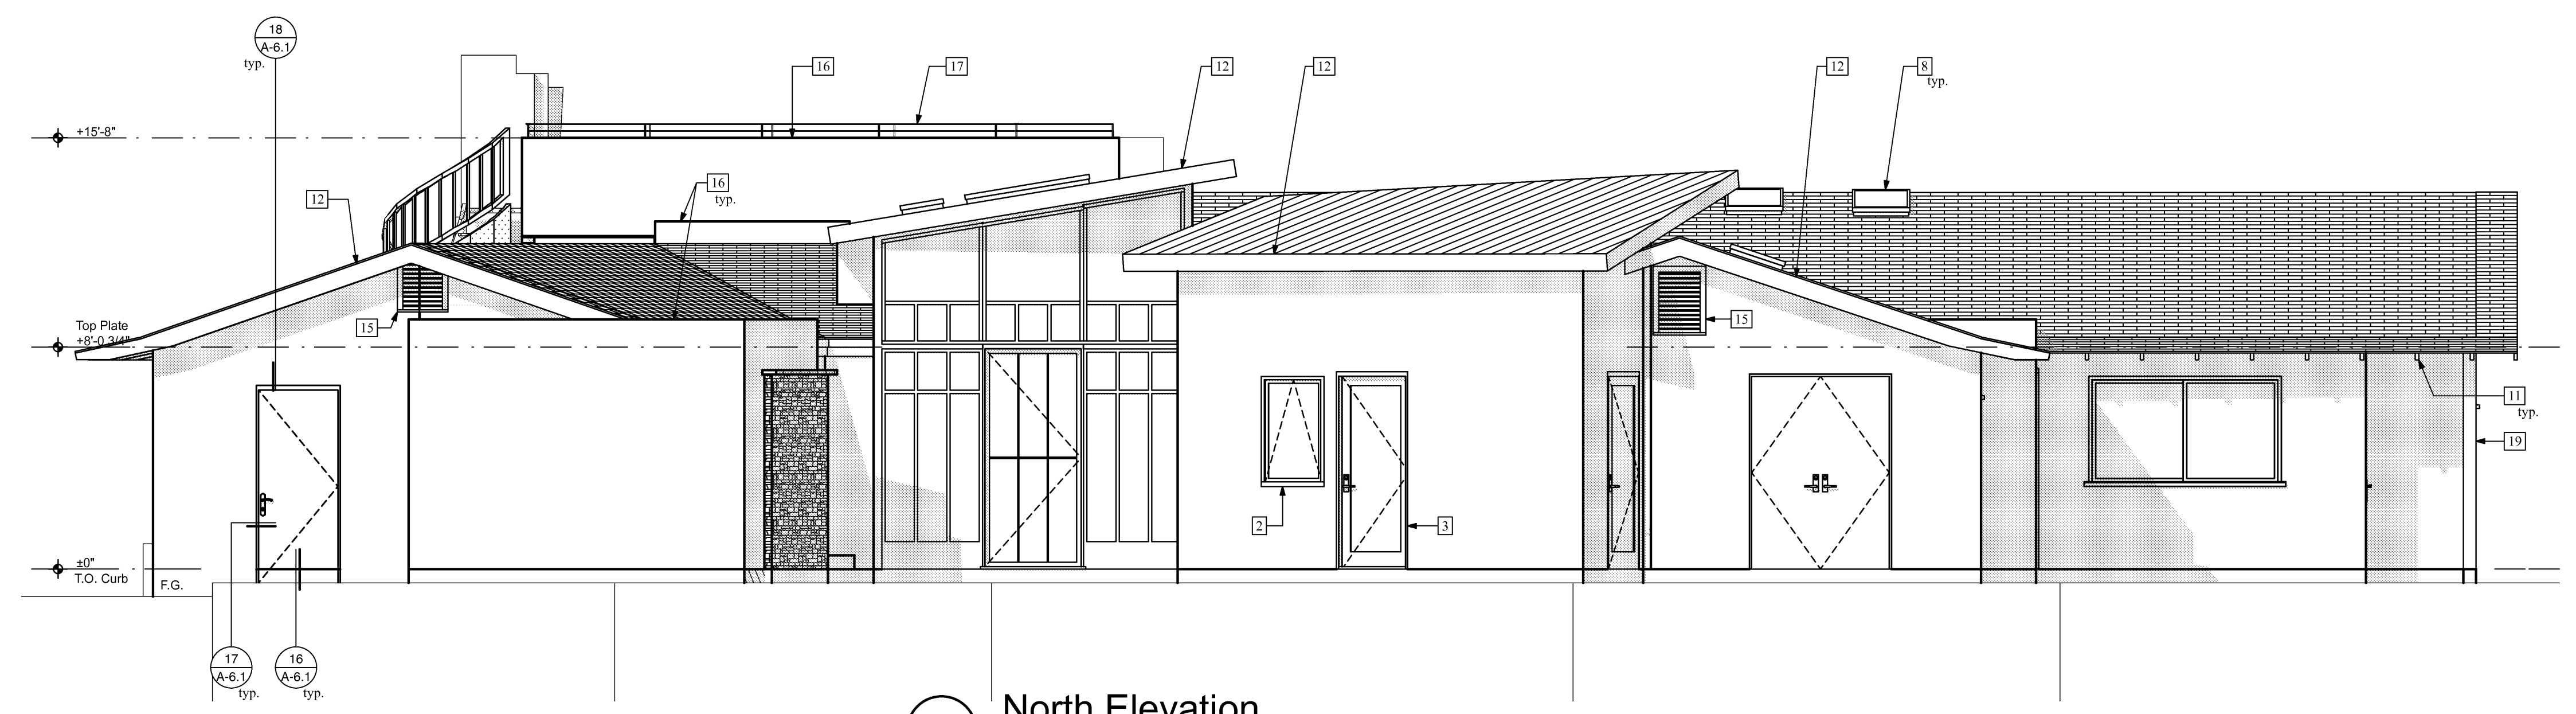 18
A-6.1
typ.
16
17
12
12
12
8
typ.
+15'-8"
16
typ.
12
Top Plate
+8'-0 3/4"
15
15
11
typ.
19
2
3
±0"
T.O. Curb
F.G.
17
A-6.1
typ.
16
A-6.1
typ.
North Elevation